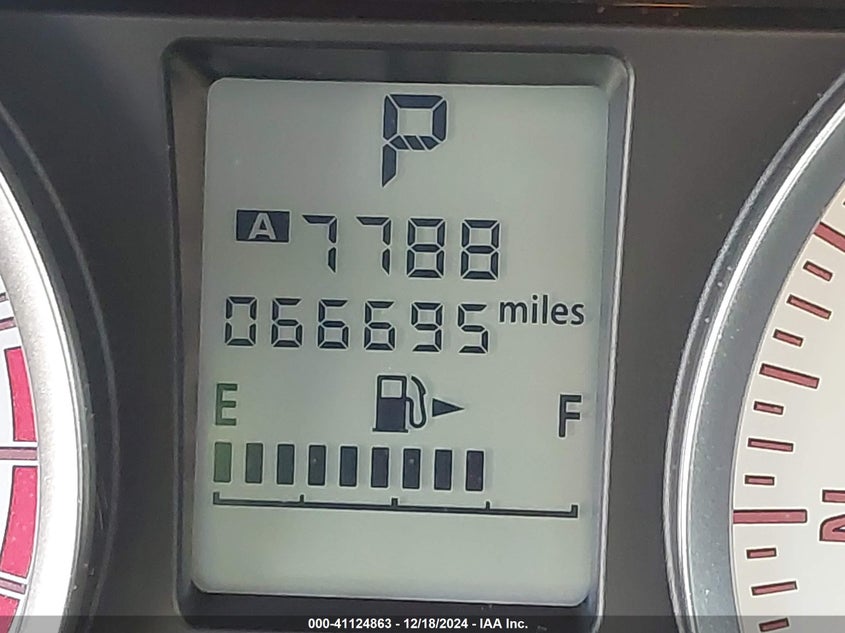 P
A 7788
066695 miles
E F
000-41124863 - 12/18/2024 - IAA Inc.